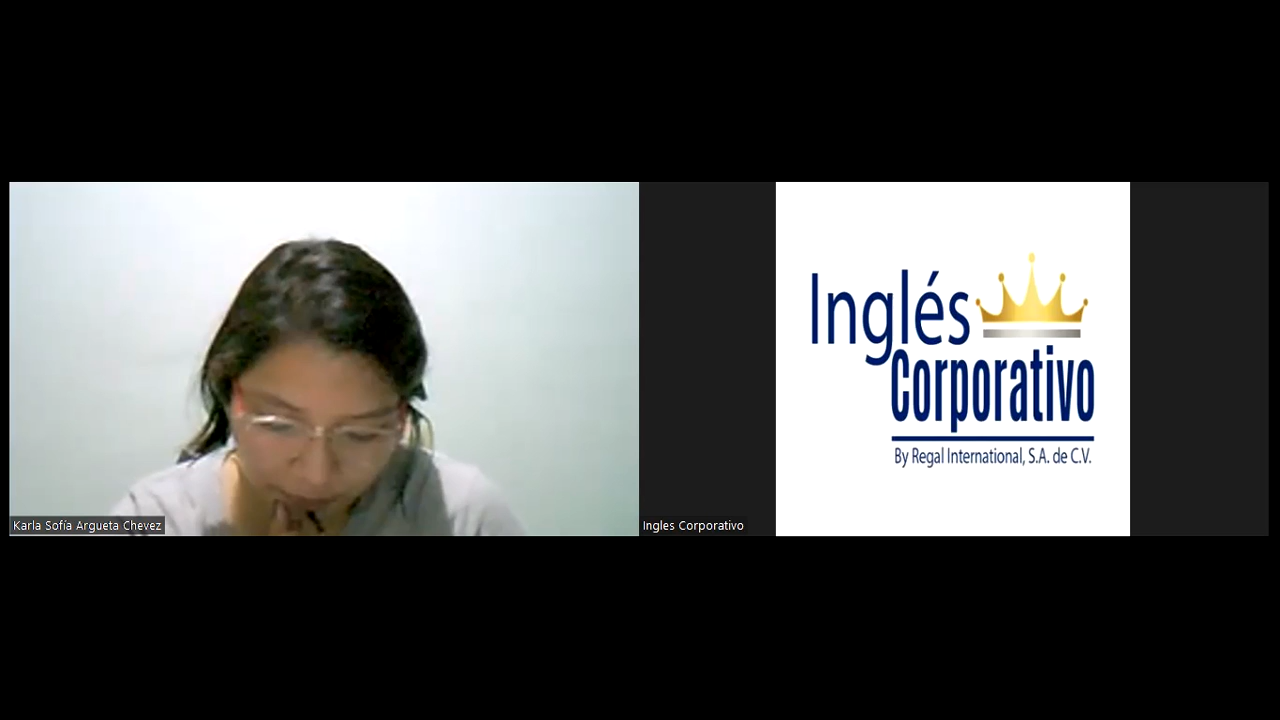 Inglés
Corporativo
By Regal International, S.A. de C.V.
Karla Sofía Argueta Chevez
Ingles Corporativo